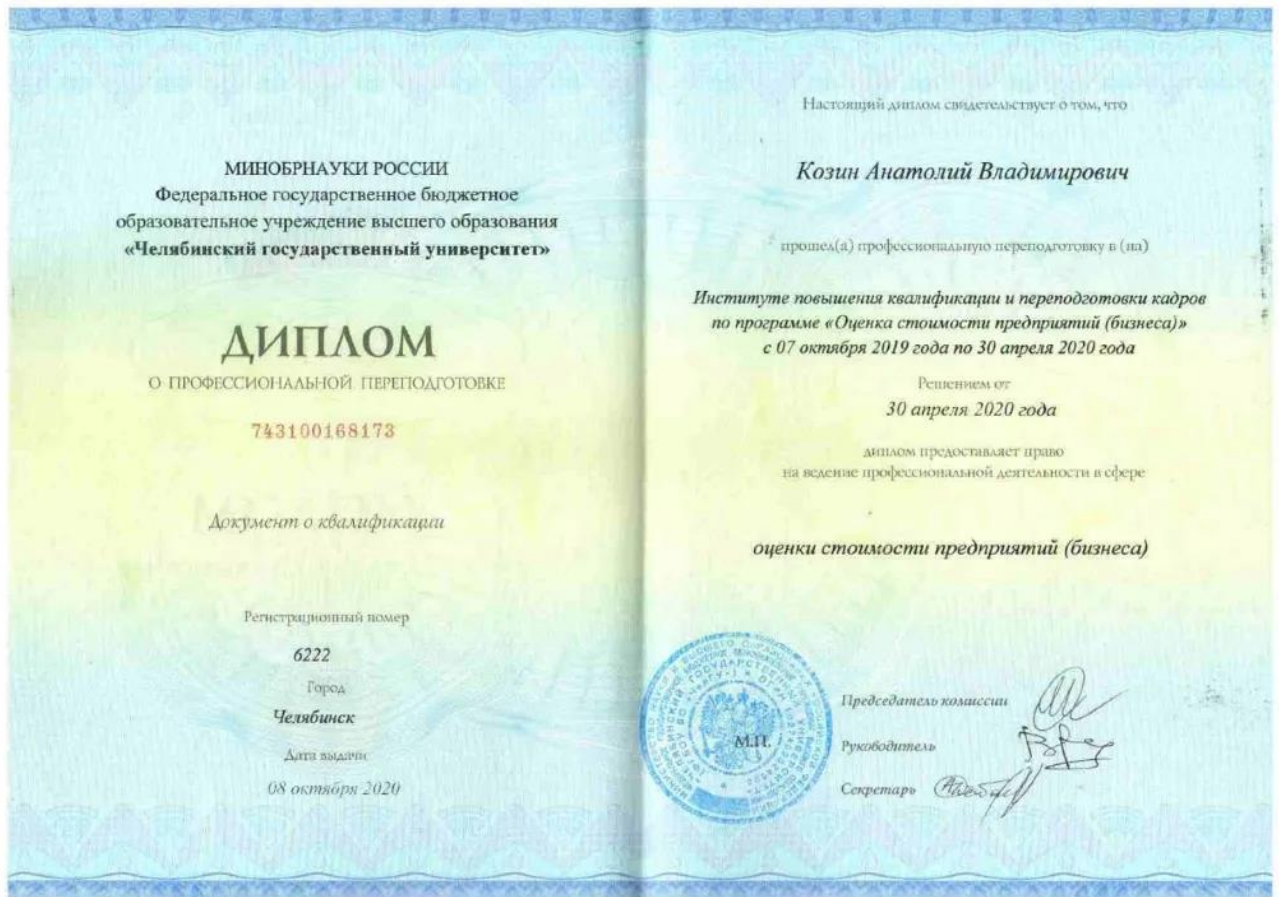 МИНОБРНАУКИ РОССИИ
Федеральное государственное бюджетное
образовательное учреждение высшего образования
«Челябинский государственный университет»
ДИПЛОМ
О ПРОФЕССИОНАЛЬНОЙ ПЕРЕПОДГОТОВКЕ
743100168173
Документ о квалификации
Регистрационный номер
6222
Город
Челябинск
Дата выдачи
08 октября 2020
Настоящий диплом свидетельствует о том, что
Козин Анатолий Владимирович
прошел(а) профессиональную переподготовку в (на)
Институте повышения квалификации и переподготовки кадров
по программе «Оценка стоимости предприятий (бизнеса)»
с 07 октября 2019 года по 30 апреля 2020 года
Решением от
30 апреля 2020 года
диплом предоставляет право
на ведение профессиональной деятельности в сфере
оценки стоимости предприятий (бизнеса)
М.П.
Председатель комиссии
Руководитель
Секретарь